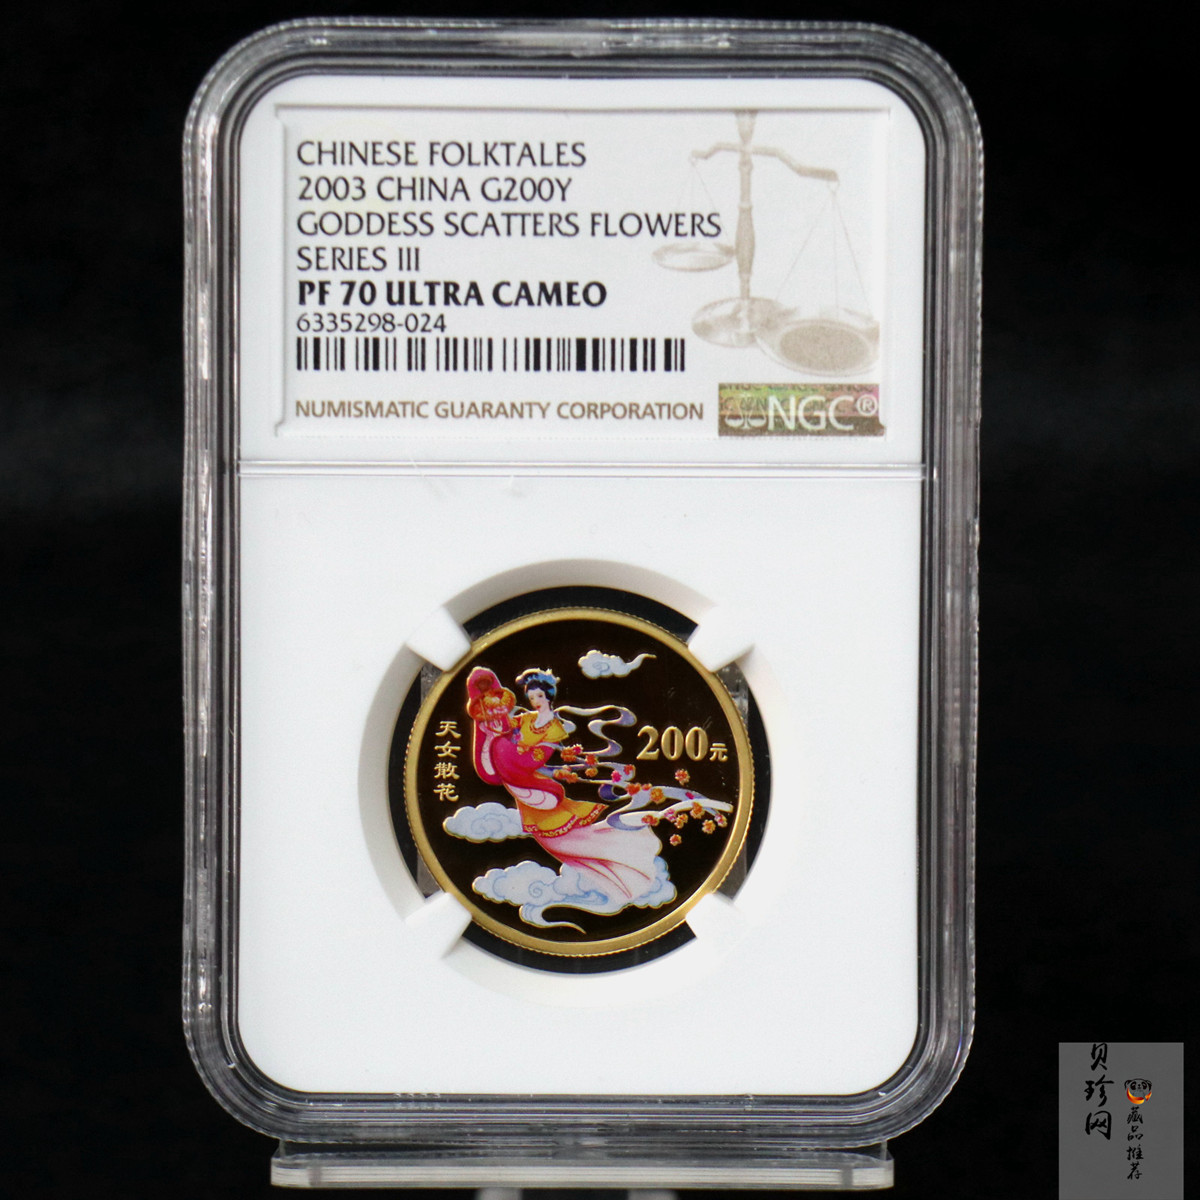 CHINESE FOLKTALES
2003 CHINA G200Y
GODDESS SCATTERS FLOWERS
SERIES III
PF 70 ULTRA CAMEO
6335298-024
NUMISMATIC GUARANTY CORPORATION
NGC®
天女散花
200元
贝珍网
藏品推荐